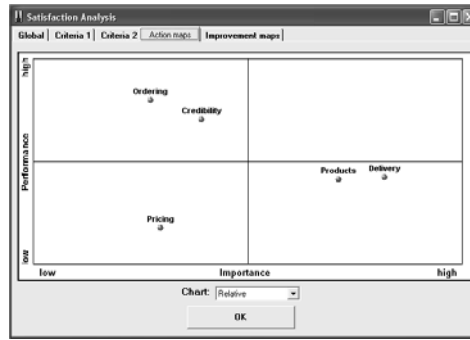 Satisfaction Analysis
Global Criteria 1 Criteria 2 Action maps Improvement maps
high
Ordering
Credibility
Performance
Products
Delivery
Pricing
low
low Importance high
Chart: Relative
OK